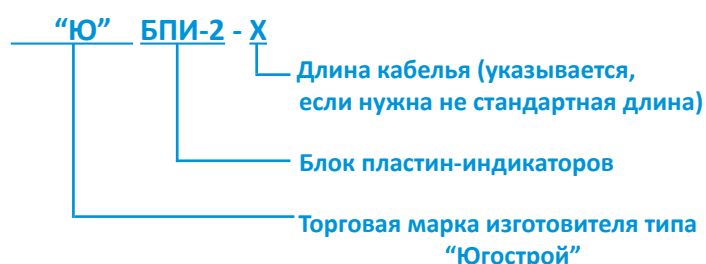 “Ю” БПИ-2 - Х
Длина кабелья (указывается,
если нужна не стандартная длина)
Блок пластин-индикаторов
Торговая марка изготовителя типа
“Югострой”